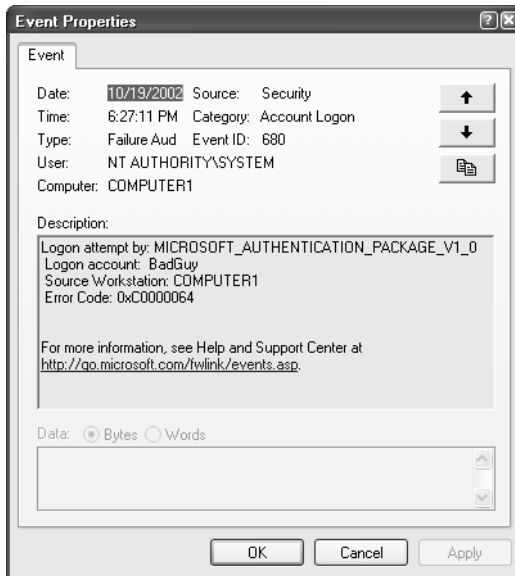 Event Properties
Event
Date: 10/19/2002 Source: Security
Time: 6:27:11 PM Category: Account Logon
Type: Failure Aud Event ID: 680
User: NT AUTHORITY\SYSTEM
Computer: COMPUTER1
Description:
Logon attempt by: MICROSOFT_AUTHENTICATION_PACKAGE_V1_0
Logon account: BadGuy
Source Workstation: COMPUTER1
Error Code: 0xC0000064
For more information, see Help and Support Center at
http://go.microsoft.com/fwlink/events.asp.
Data: Bytes Words
OK Cancel Apply